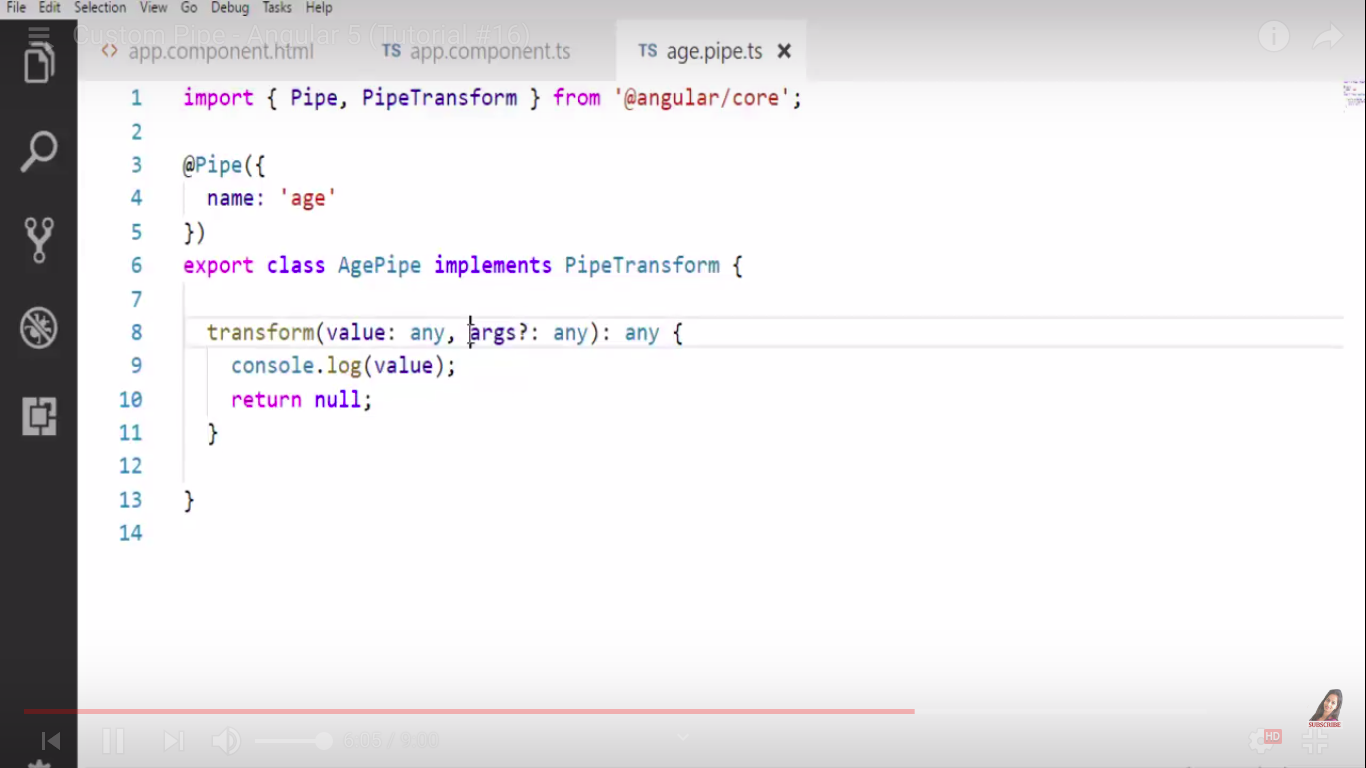 File Edit Selection View Go Debug Tasks Help
Custom Pipe - Angular 5 (Tutorial #16)
<> app.component.html TS app.component.ts TS age.pipe.ts ×
1 import { Pipe, PipeTransform } from '@angular/core';
2
3 @Pipe({
4 name: 'age'
5 })
6 export class AgePipe implements PipeTransform {
7
8 transform(value: any, args?: any): any {
9 console.log(value);
10 return null;
11 }
12
13 }
14
SUBSCRIBE
6:05 / 9:00
HD